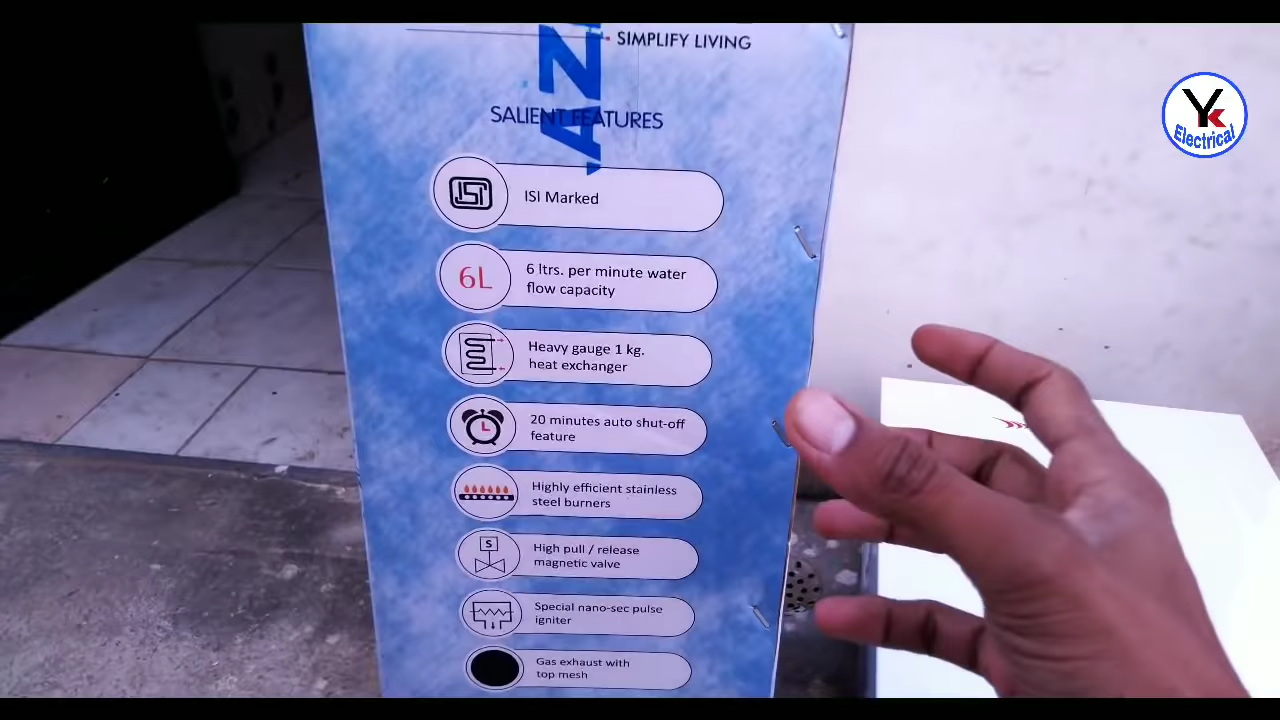 SIMPLIFY LIVING
AZ
SALIENT FEATURES
ISI Marked
6L
6 ltrs. per minute water
flow capacity
Heavy gauge 1 kg.
heat exchanger
20 minutes auto shut-off
feature
Highly efficient stainless
steel burners
S
High pull / release
magnetic valve
Special nano-sec pulse
igniter
Gas exhaust with
top mesh
YK
Electrical